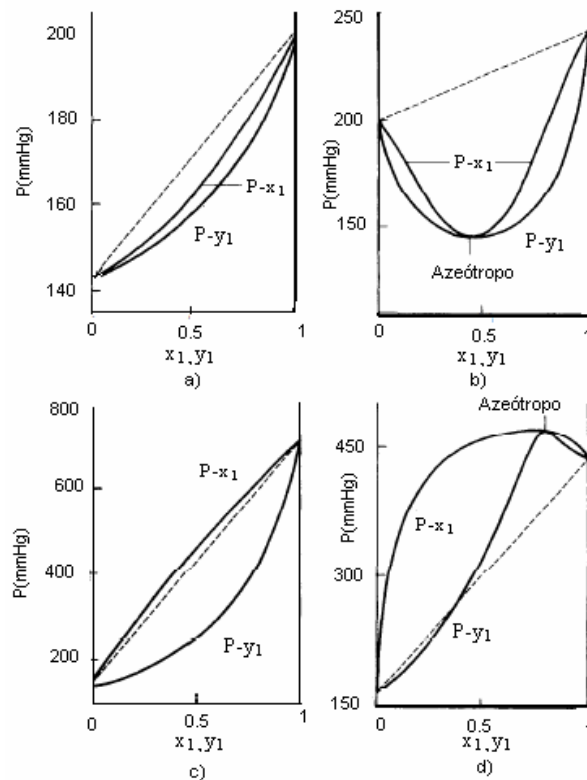 200
180
160
140
P(mmHg)
P-x1
P-y1
0
0.5
1
x1,y1
a)
250
200
150
P(mmHg)
P-x1
P-y1
Azeótropo
0
0.5
1
x1,y1
b)
800
600
400
200
P(mmHg)
P-x1
P-y1
0
0.5
1
x1,y1
c)
Azeótropo
450
300
150
P(mmHg)
P-x1
P-y1
0
0.5
1
x1,y1
d)